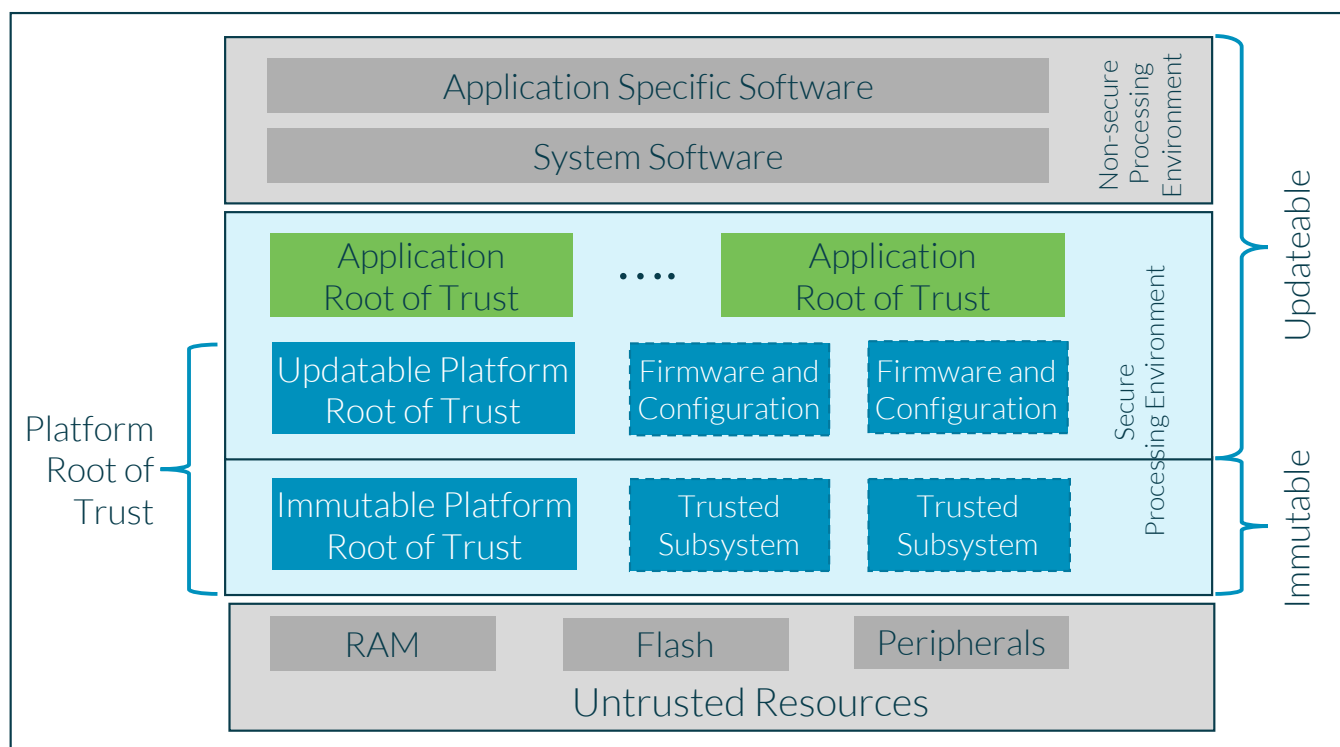 Application Specific Software
System Software
Non-secure
Processing
Environment
Updateable
Application
Root of Trust
....
Application
Root of Trust
Secure
Processing Environment
Platform
Root of
Trust
Updatable Platform
Root of Trust
Firmware and
Configuration
Firmware and
Configuration
Immutable Platform
Root of Trust
Trusted
Subsystem
Trusted
Subsystem
Immutable
RAM
Flash
Peripherals
Untrusted Resources